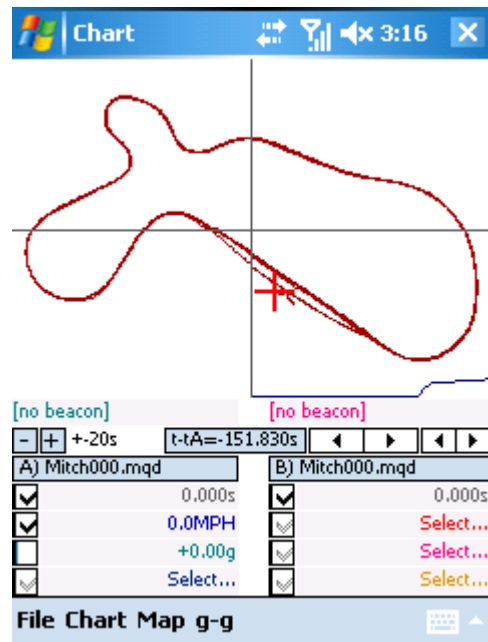 Chart 3:16
[no beacon] [no beacon]
- + +-20s t-tA=-151.830s
A) Mitch000.mqd B) Mitch000.mqd
0.000s 0.000s
0.0MPH Select...
+0.00g Select...
Select... Select...
File Chart Map g-g